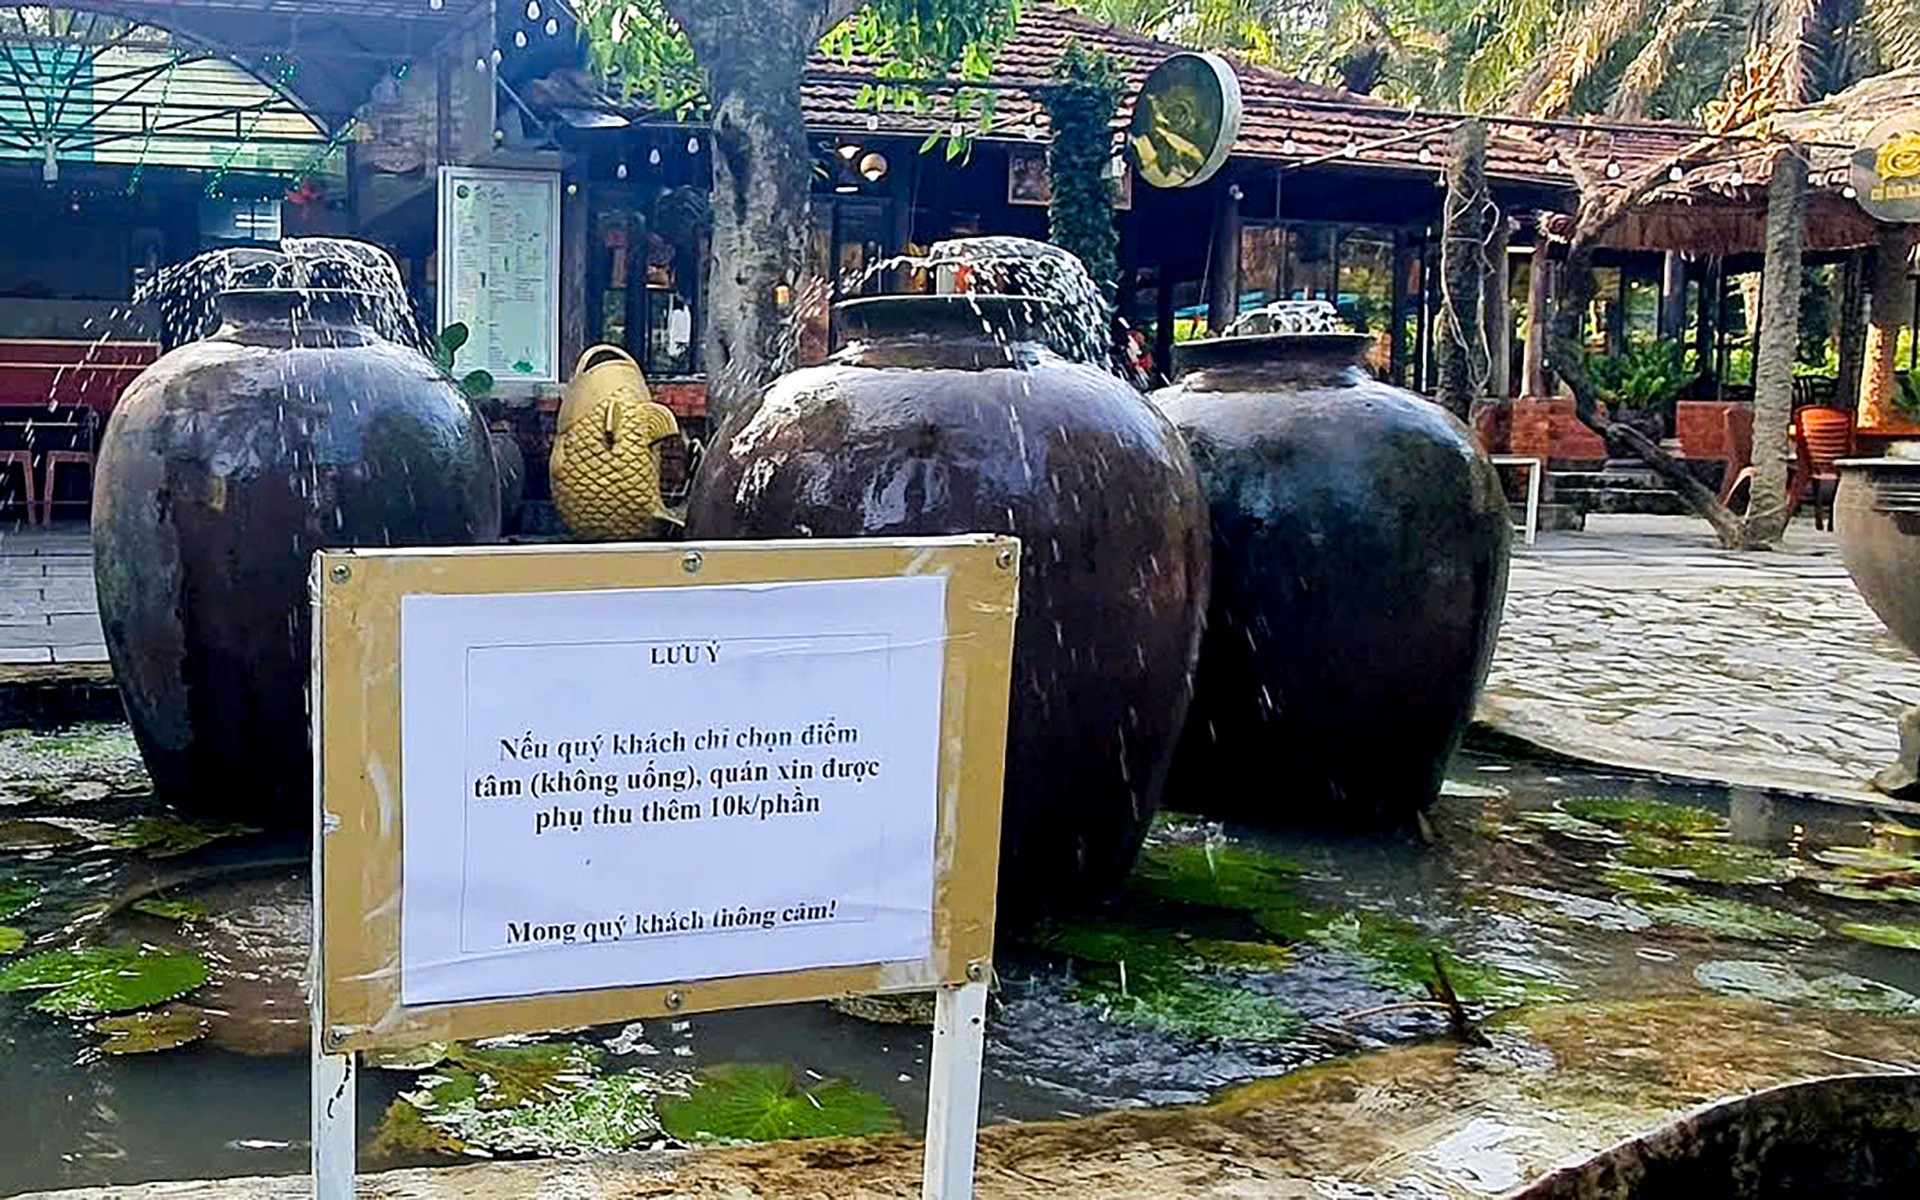 LƯU Ý
Nếu quý khách chỉ chọn điểm
tâm (không uống), quán xin được
phụ thu thêm 10k/phần
Mong quý khách thông cảm!